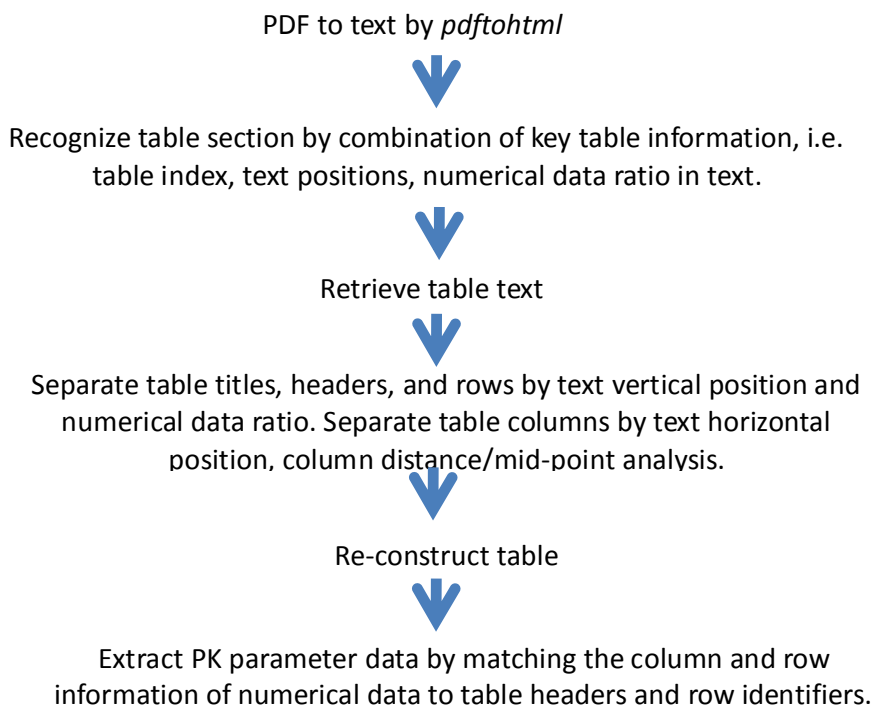 PDF to text by pdftohtml
Recognize table section by combination of key table information, i.e.
table index, text positions, numerical data ratio in text.
Retrieve table text
Separate table titles, headers, and rows by text vertical position and
numerical data ratio. Separate table columns by text horizontal
position, column distance/mid-point analysis.
Re-construct table
Extract PK parameter data by matching the column and row
information of numerical data to table headers and row identifiers.